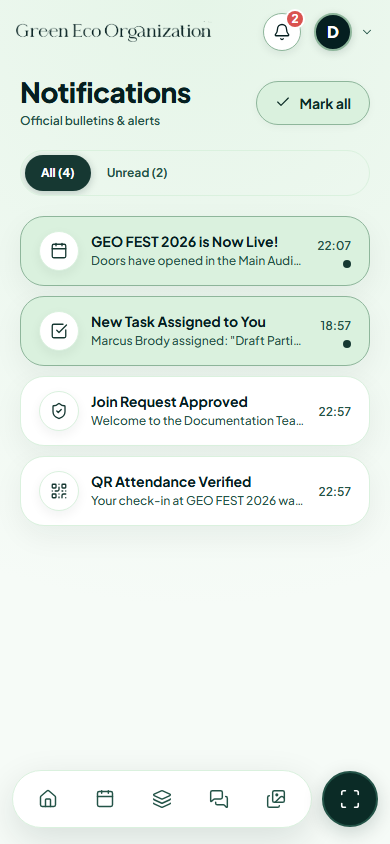 Green Eco Organization
2
D
Notifications
Official bulletins & alerts
Mark all
All (4)
Unread (2)
GEO FEST 2026 is Now Live!
22:07
Doors have opened in the Main Audi...
New Task Assigned to You
18:57
Marcus Brody assigned: "Draft Parti...
Join Request Approved
22:57
Welcome to the Documentation Tea...
QR Attendance Verified
22:57
Your check-in at GEO FEST 2026 wa...